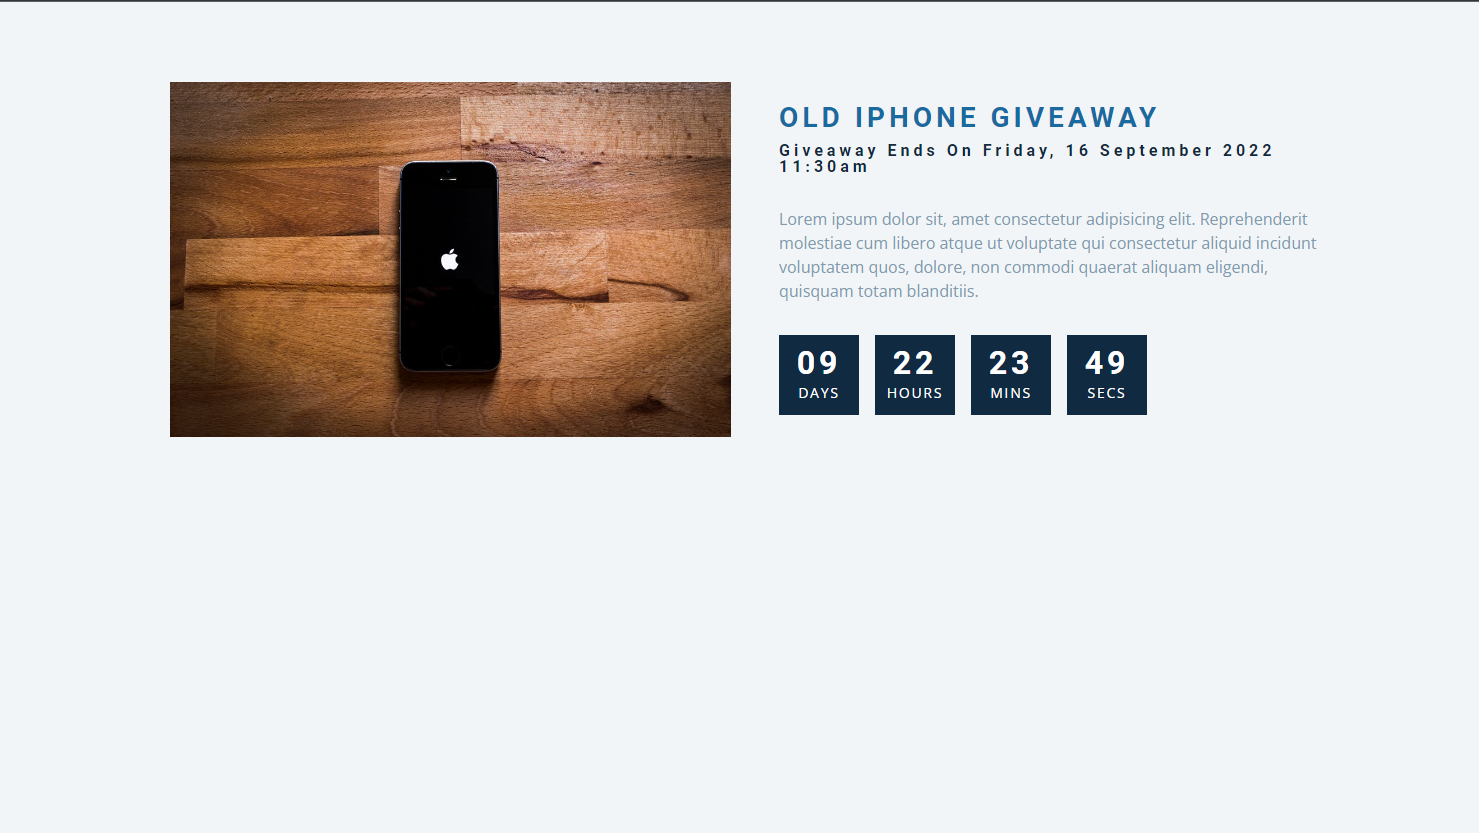 OLD IPHONE GIVEAWAY
Giveaway Ends On Friday, 16 September 2022
11:30am
Lorem ipsum dolor sit, amet consectetur adipisicing elit. Reprehenderit
molestiae cum libero atque ut voluptate qui consectetur aliquid incidunt
voluptatem quos, dolore, non commodi quaerat aliquam eligendi,
quisquam totam blanditiis.
09 22 23 49
DAYS HOURS MINS SECS